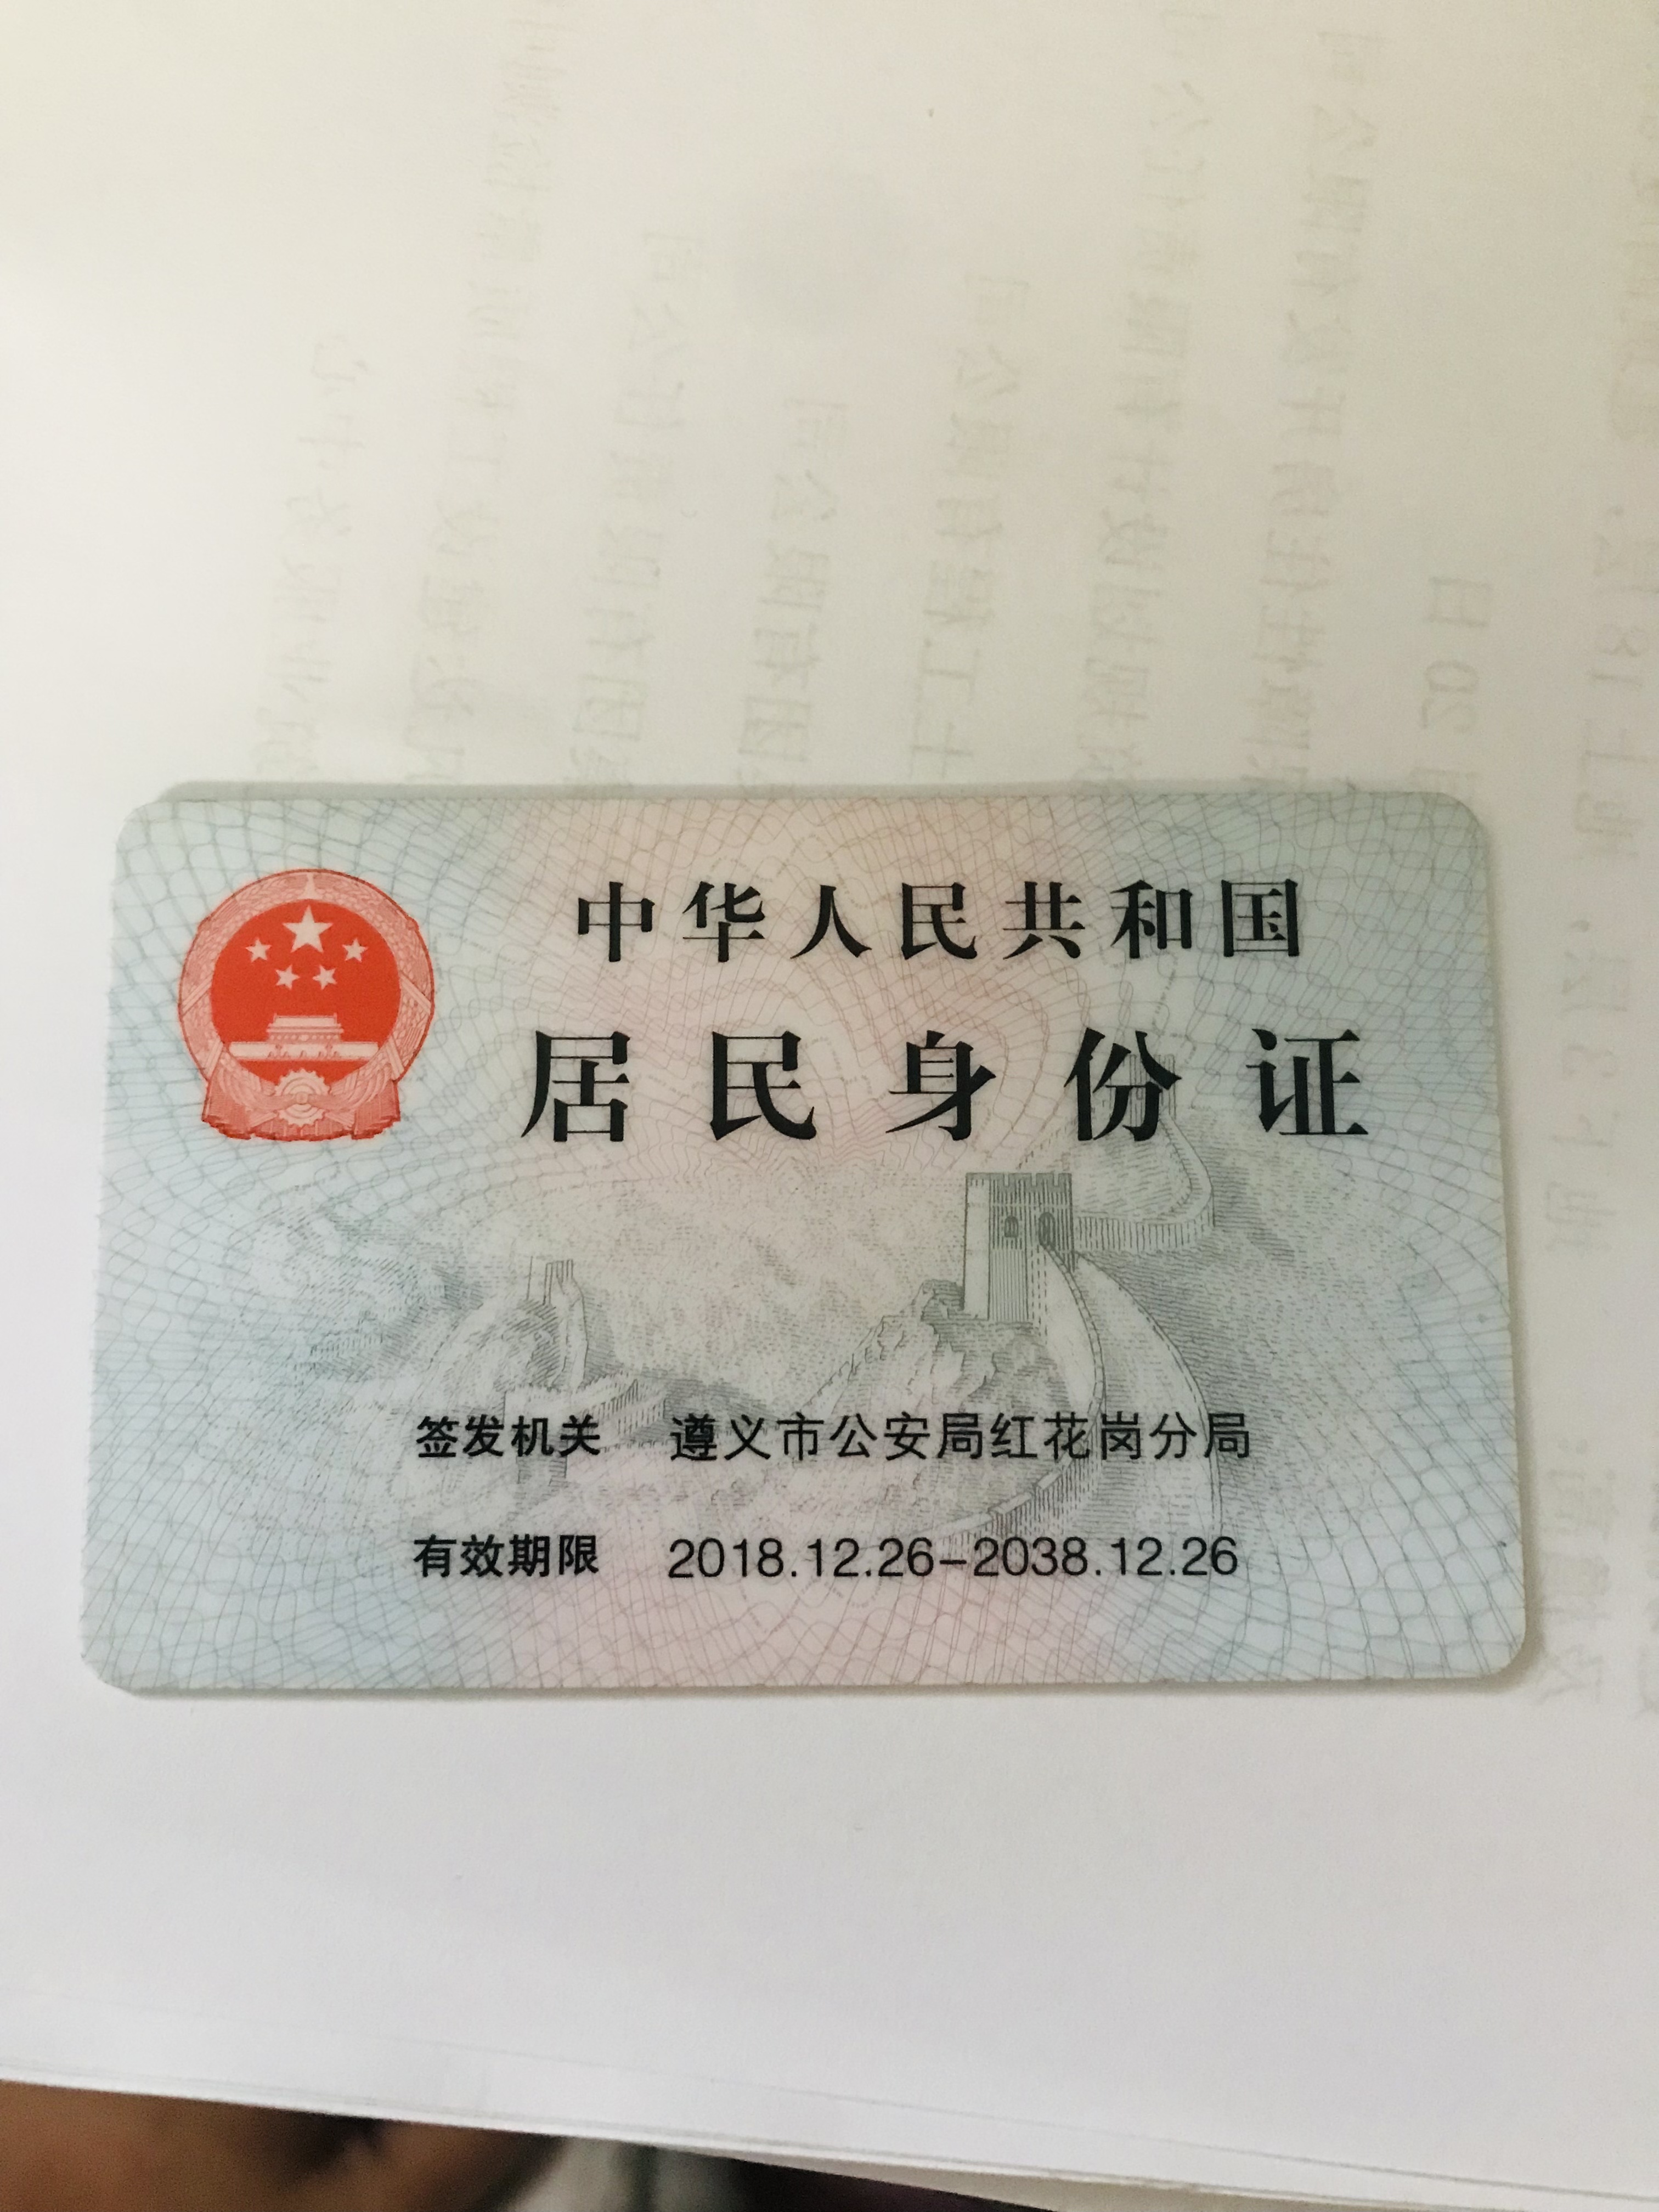 中华人民共和国
居民身份证
签发机关 遵义市公安局红花岗分局
有效期限 2018.12.26-2038.12.26